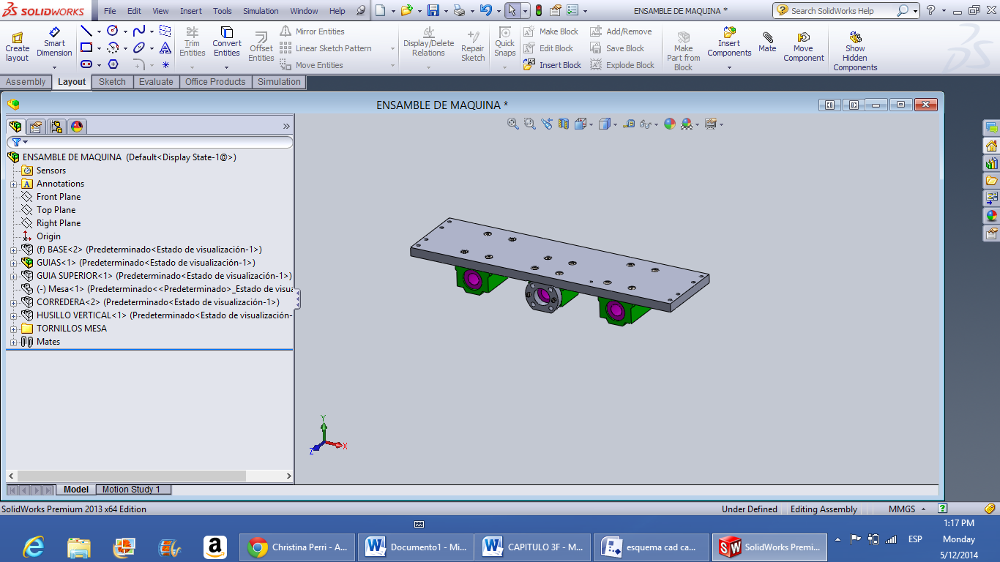 SOLIDWORKS File Edit View Insert Tools Simulation Window Help ENSAMBLE DE MAQUINA * Search SolidWorks Help
Create layout
Smart Dimension
Trim Entities
Convert Entities
Offset Entities
Mirror Entities
Linear Sketch Pattern
Move Entities
Display/Delete Relations
Repair Sketch
Quick Snaps
Make Block
Edit Block
Insert Block
Add/Remove
Save Block
Explode Block
Make Part from Block
Insert Components
Mate
Move Component
Show Hidden Components
Assembly Layout Sketch Evaluate Office Products Simulation
ENSAMBLE DE MAQUINA *
ENSAMBLE DE MAQUINA (Default<Display State-1@>)
Sensors
A Annotations
Front Plane
Top Plane
Right Plane
Origin
(f) BASE<2> (Predeterminado<Estado de visualización-1>)
GUIAS<1> (Predeterminado<Estado de visualización-1>)
GUIA SUPERIOR<1> (Predeterminado<Estado de visualización-1>)
(-) Mesa<1> (Predeterminado<<Predeterminado>_Estado de visua
CORREDERA<2> (Predeterminado<Estado de visualización-1>)
HUSILLO VERTICAL<1> (Predeterminado<Estado de visualización-
TORNILLOS MESA
Mates
Y
X
Z
Model Motion Study 1
SolidWorks Premium 2013 x64 Edition Under Defined Editing Assembly MMGS
Christina Perri - A... Documento1 - Mi... CAPITULO 3F - M... esquema cad ca... SolidWorks Premi... ESP
1:17 PM
Monday
5/12/2014